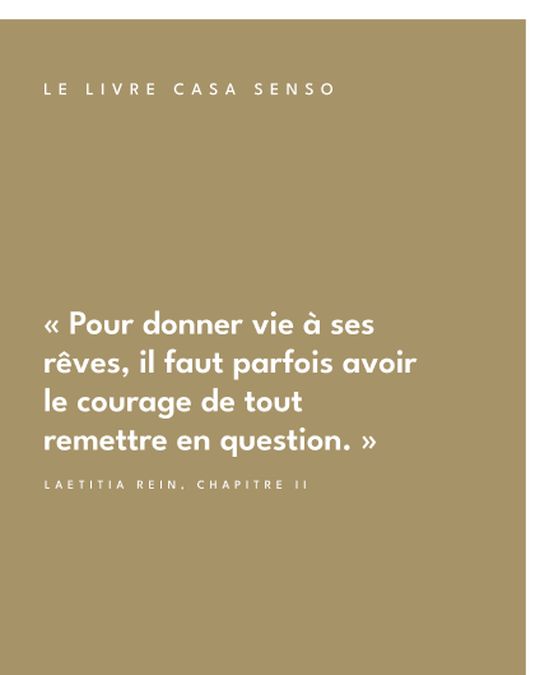 LE LIVRE CASA SENSO
« Pour donner vie à ses
rêves, il faut parfois avoir
le courage de tout
remettre en question. »
LAETITIA REIN, CHAPITRE II